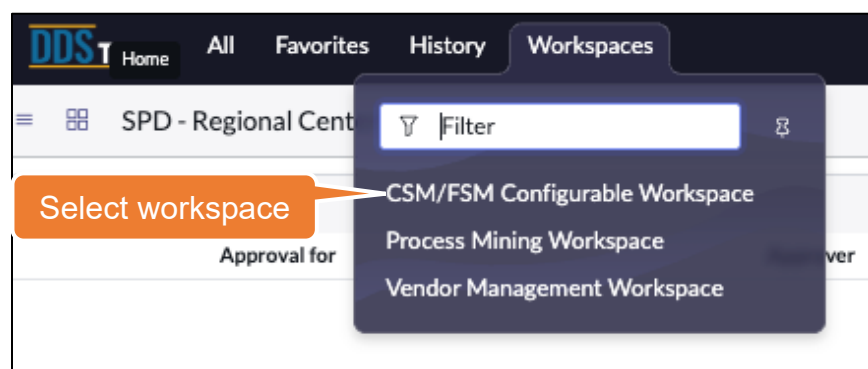 DDS T Home All Favorites History Workspaces
SPD - Regional Cent
Filter
Select workspace
CSM/FSM Configurable Workspace
Process Mining Workspace
Vendor Management Workspace
Approval for
ver